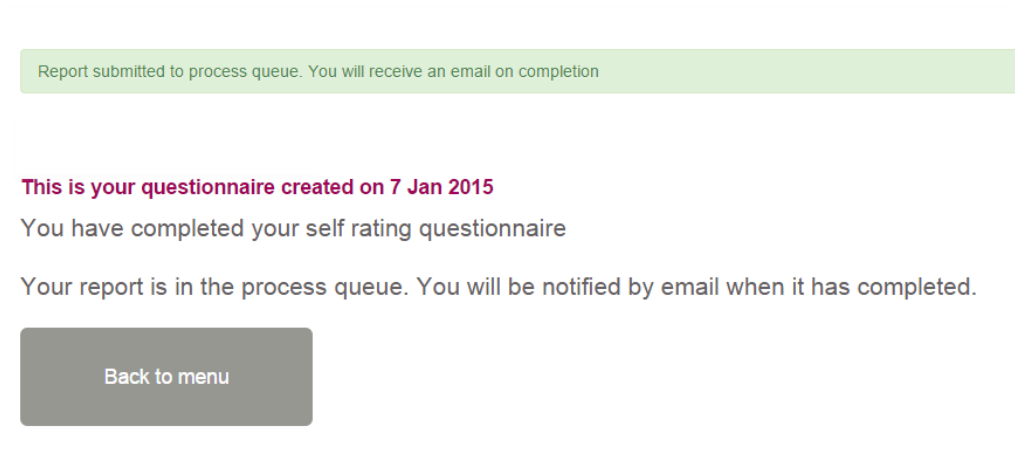 Report submitted to process queue. You will receive an email on completion
This is your questionnaire created on 7 Jan 2015
You have completed your self rating questionnaire
Your report is in the process queue. You will be notified by email when it has completed.
Back to menu